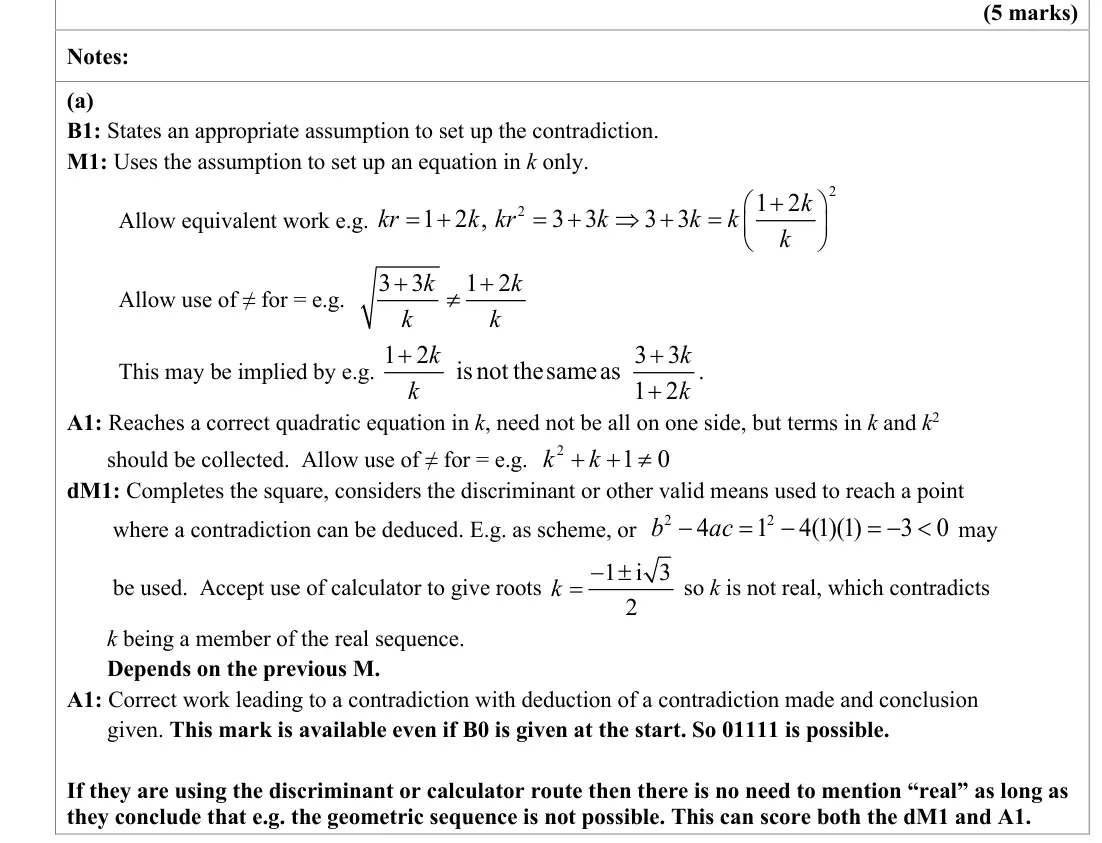 (5 marks)
Notes:
(a)
B1: States an appropriate assumption to set up the contradiction.
M1: Uses the assumption to set up an equation in k only.
Allow equivalent work e.g. kr = 1 + 2k, kr² = 3 + 3k ⇒ 3 + 3k = k((1 + 2k)/k)²
Allow use of ≠ for = e.g. √((3 + 3k)/k) ≠ (1 + 2k)/k
This may be implied by e.g. (1 + 2k)/k is not the same as (3 + 3k)/(1 + 2k).
A1: Reaches a correct quadratic equation in k, need not be all on one side, but terms in k and k²
should be collected. Allow use of ≠ for = e.g. k² + k + 1 ≠ 0
dM1: Completes the square, considers the discriminant or other valid means used to reach a point
where a contradiction can be deduced. E.g. as scheme, or b² − 4ac = 1² − 4(1)(1) = −3 < 0 may
be used. Accept use of calculator to give roots k = (−1 ± i√3)/2 so k is not real, which contradicts
k being a member of the real sequence.
Depends on the previous M.
A1: Correct work leading to a contradiction with deduction of a contradiction made and conclusion
given. This mark is available even if B0 is given at the start. So 01111 is possible.
If they are using the discriminant or calculator route then there is no need to mention “real” as long as
they conclude that e.g. the geometric sequence is not possible. This can score both the dM1 and A1.